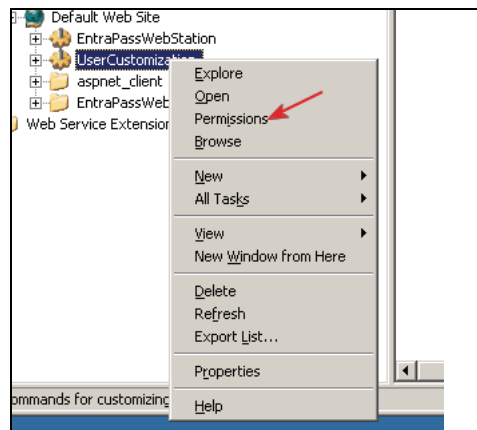 Default Web Site
EntraPassWebStation
UserCustomization
aspnet_client
EntraPassWeb
Web Service Extension
Explore
Open
Permissions
Browse
New
All Tasks
View
New Window from Here
Delete
Refresh
Export List...
Properties
Help
ommands for customizing